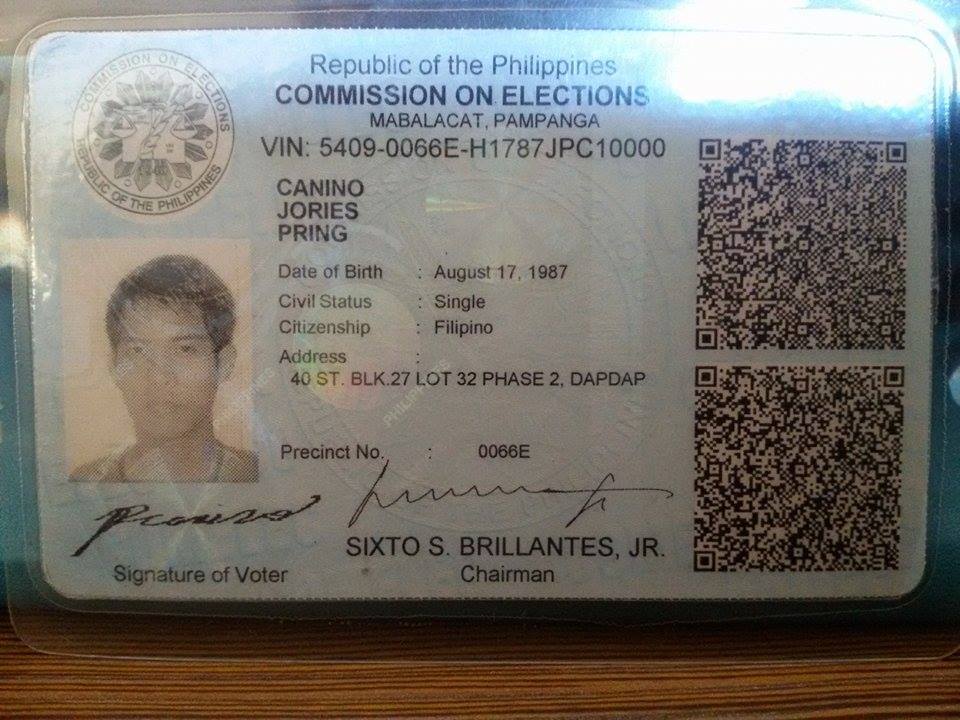 COMMISSION ON ELECTIONS
REPUBLIC OF THE PHILIPPINES
Republic of the Philippines
COMMISSION ON ELECTIONS
MABALACAT, PAMPANGA
VIN: 5409-0066E-H1787JPC10000
CANINO
JORIES
PRING
Date of Birth : August 17, 1987
Civil Status : Single
Citizenship : Filipino
Address :
40 ST. BLK.27 LOT 32 PHASE 2, DAPDAP
Precinct No. : 0066E
SIXTO S. BRILLANTES, JR.
Signature of Voter
Chairman